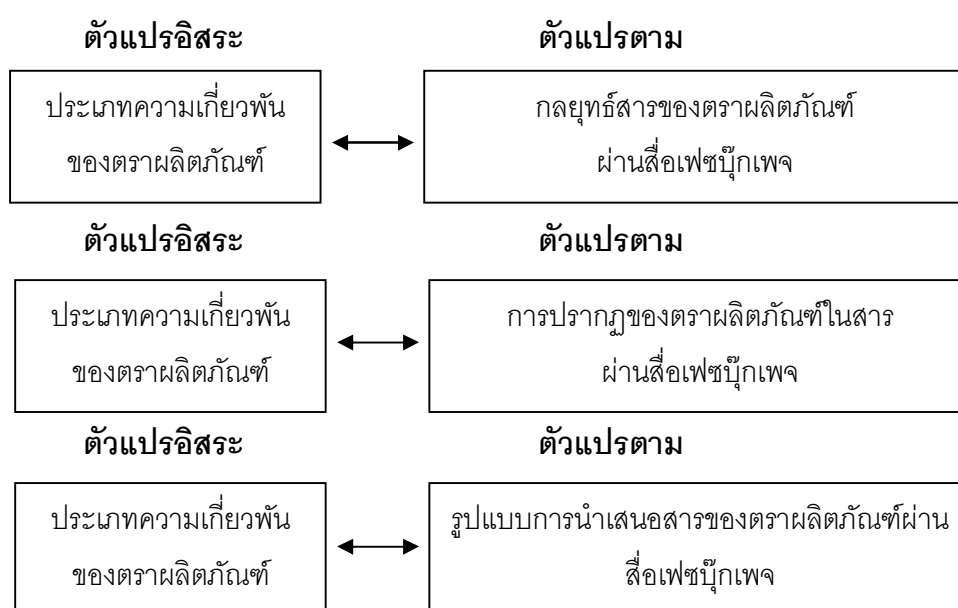 ตัวแปรอิสระ ตัวแปรตาม
ประเภทความเกี่ยวพัน
ของตราผลิตภัณฑ์
กลยุทธ์สารของตราผลิตภัณฑ์
ผ่านสื่อเฟซบุ๊กเพจ
ตัวแปรอิสระ ตัวแปรตาม
ประเภทความเกี่ยวพัน
ของตราผลิตภัณฑ์
การปรากฏของตราผลิตภัณฑ์ในสาร
ผ่านสื่อเฟซบุ๊กเพจ
ตัวแปรอิสระ ตัวแปรตาม
ประเภทความเกี่ยวพัน
ของตราผลิตภัณฑ์
รูปแบบการนำเสนอสารของตราผลิตภัณฑ์ผ่าน
สื่อเฟซบุ๊กเพจ